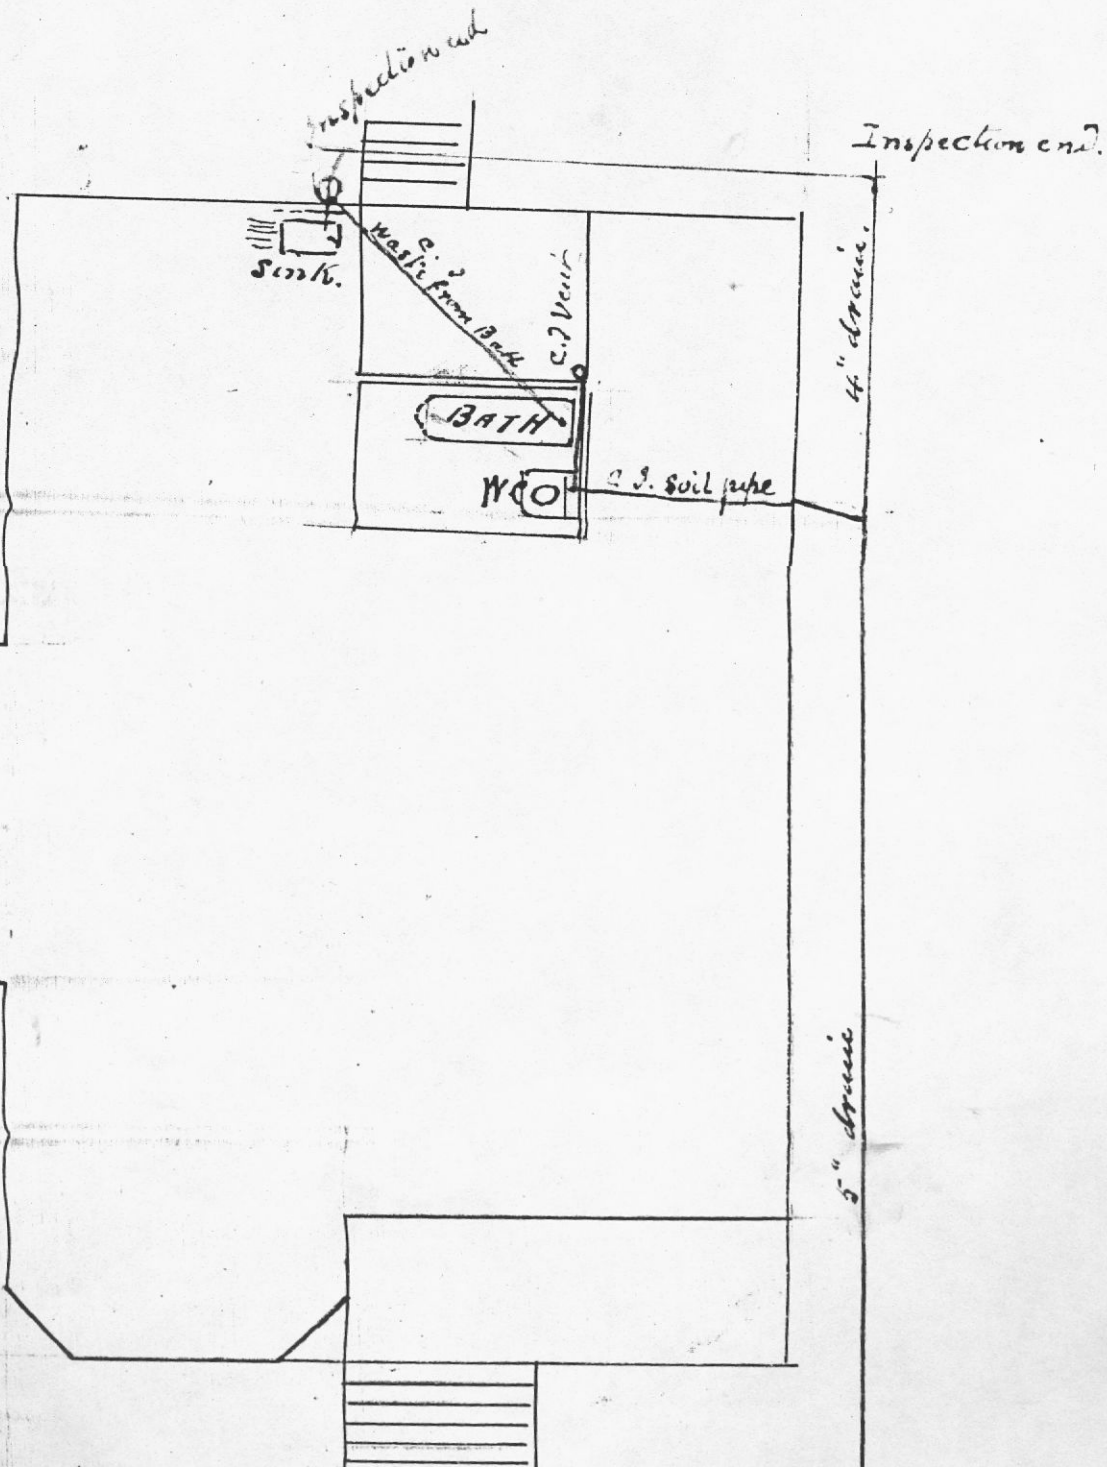 Inspection end
Inspection end.
Sink.
C. I
Waste from Bath
C.I Vent
4" drain.
BATH
WC
C I. Soil pipe
5" drain